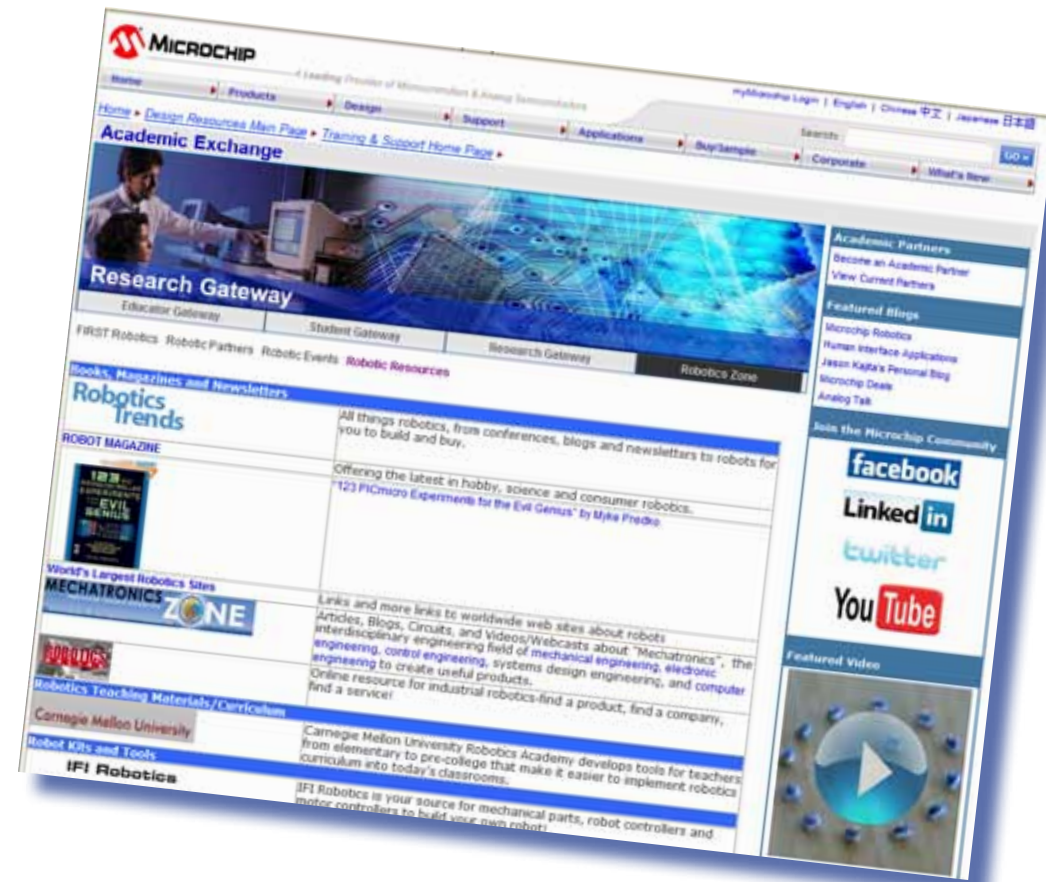 MICROCHIP
A Leading Provider of Microcontroller & Analog Semiconductors
myMicrochip Login | English | Chinese 中文 | Japanese 日本語
Search:
GO
Home
Products
Design
Support
Applications
Buy/Sample
Corporate
What's New
Home ▸ Design Resources Main Page ▸ Training & Support Home Page ▸
Academic Exchange
Research Gateway
Educator Gateway
Student Gateway
Research Gateway
Robotics Zone
FIRST Robotics Robotic Partners Robotic Events Robotic Resources
Books, Magazines and Newsletters
Robotics
Trends
All things robotics, from conferences, blogs and newsletters to robots for
you to build and buy.
ROBOT MAGAZINE
Offering the latest in hobby, science and consumer robotics.
123
EXPERIMENTS
EVIL
GENIUS
"123 PICmicro Experiments for the Evil Genius" by Myke Predko
World's Largest Robotics Sites
Links and more links to worldwide web sites about robots
MECHATRONICS
ZONE
Articles, Blogs, Circuits, and Videos/Webcasts about "Mechatronics", the
interdisciplinary engineering field of mechanical engineering, electronic
engineering, control engineering, systems design engineering, and computer
engineering to create useful products.
ROBOTICS
Online resource for industrial robotics-find a product, find a company,
find a service!
Robotics Teaching Materials/Curriculum
Carnegie Mellon University
Carnegie Mellon University Robotics Academy develops tools for teachers
from elementary to pre-college that make it easier to implement robotics
curriculum into today's classrooms.
Robot Kits and Tools
IFI Robotics
IFI Robotics is your source for mechanical parts, robot controllers and
motor controllers to build your own robot!
Academic Partners
Become an Academic Partner
View Current Partners
Featured Blogs
Microchip Robotics
Human Interface Applications
Jason Kajita's Personal Blog
Microchip Deals
Analog Talk
Join the Microchip Community
facebook
Linked in
twitter
You Tube
Featured Video